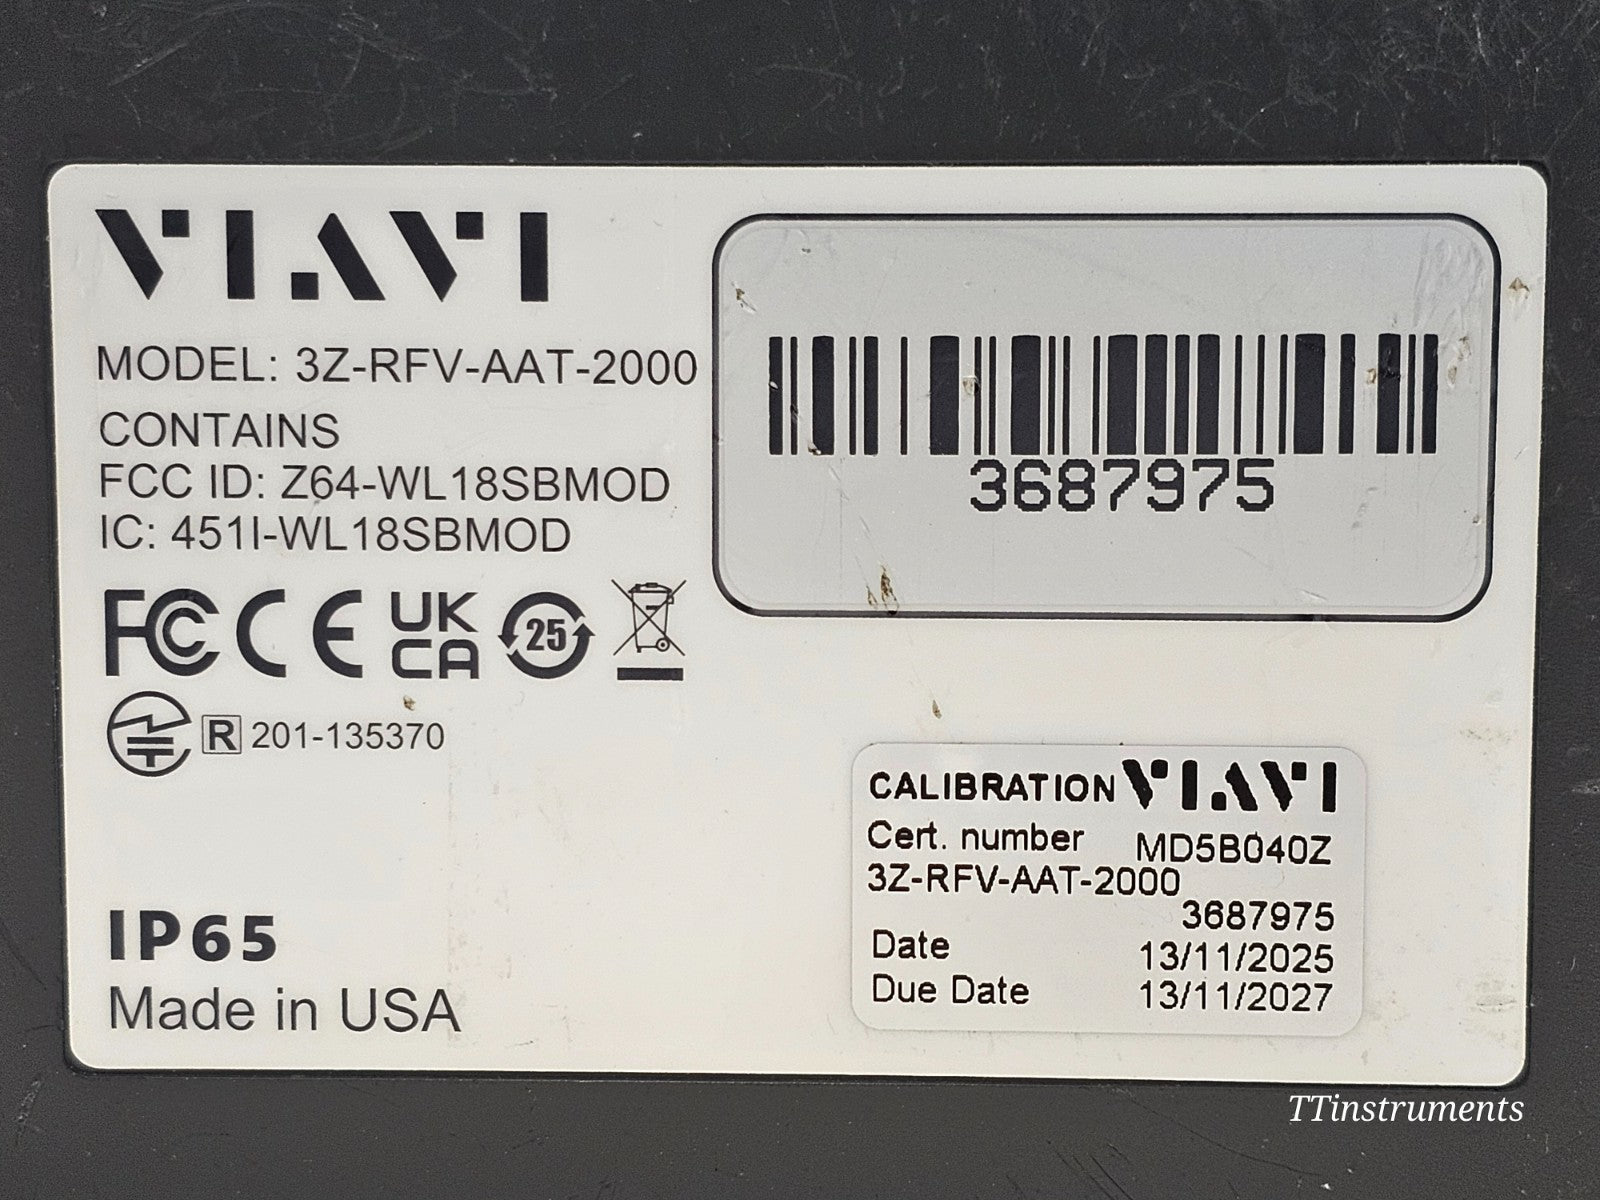 VIAVI
MODEL: 3Z-RFV-AAT-2000
CONTAINS
FCC ID: Z64-WL18SBMOD
IC: 451I-WL18SBMOD
FC CE UK
CA 25
R 201-135370
IP65
Made in USA
3687975
CALIBRATION VIAVI
Cert. number MD5B040Z
3Z-RFV-AAT-2000
3687975
Date 13/11/2025
Due Date 13/11/2027
TTinstruments